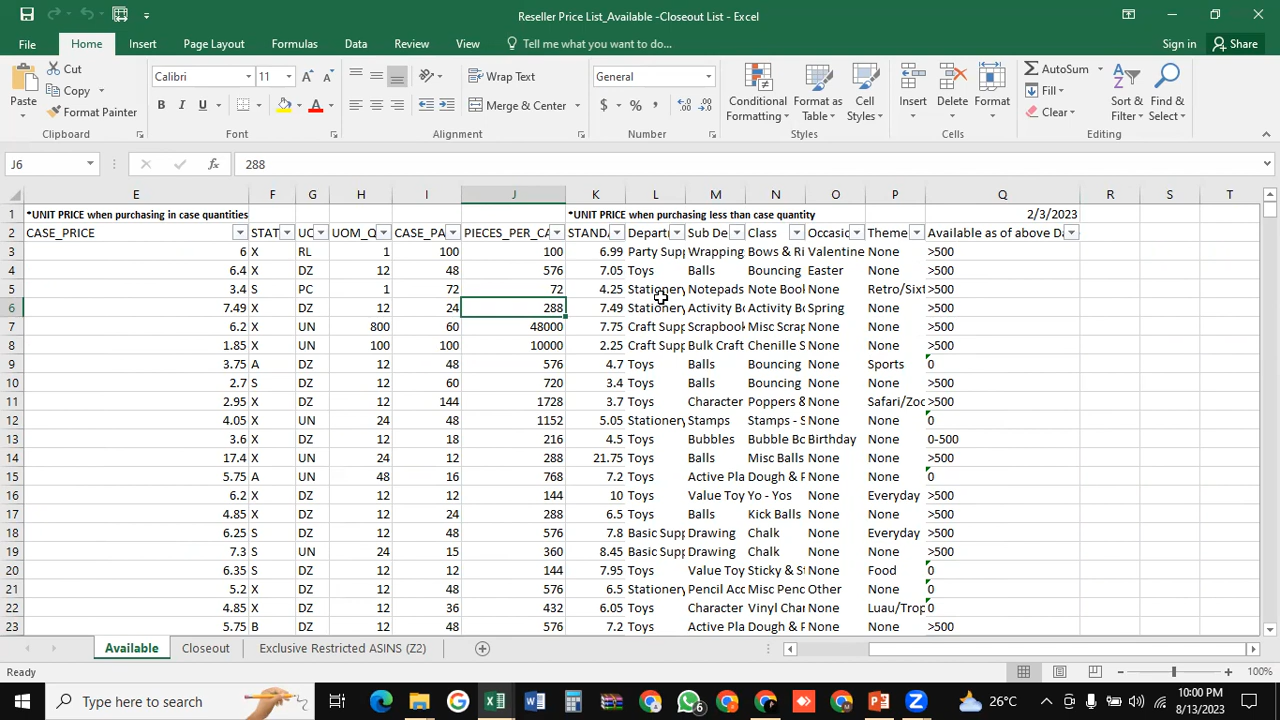 Reseller Price List_Available -Closeout List - Excel
File Home Insert Page Layout Formulas Data Review View Tell me what you want to do... Sign in Share
Paste Cut Copy Format Painter Clipboard
Calibri 11 B I U A Font
Wrap Text Merge & Center Alignment
General $ % , Number
Conditional Formatting Format as Table Cell Styles Styles
Insert Delete Format Cells
AutoSum Fill Clear Sort & Filter Find & Select Editing
J6 fx 288
E F G H I J K L M N O P Q R S T
1 *UNIT PRICE when purchasing in case quantities *UNIT PRICE when purchasing less than case quantity 2/3/2023
2 CASE_PRICE STAT UO UOM_Q CASE_PA PIECES_PER_CA STANDA Departr Sub De Class Occasio Theme Available as of above Da
3 6 X RL 1 100 100 6.99 Party Supp Wrapping Bows & Ri Valentine None >500
4 6.4 X DZ 12 48 576 7.05 Toys Balls Bouncing Easter None >500
5 3.4 S PC 1 72 72 4.25 Stationery Notepads Note Bool None Retro/Sixt >500
6 7.49 X DZ 12 24 288 7.49 Stationery Activity Bo Activity Bo Spring None >500
7 6.2 X UN 800 60 48000 7.75 Craft Supp Scrapbook Misc Scrap None None >500
8 1.85 X UN 100 100 10000 2.25 Craft Supp Bulk Craft Chenille S None None >500
9 3.75 A DZ 12 48 576 4.7 Toys Balls Bouncing None Sports 0
10 2.7 S DZ 12 60 720 3.4 Toys Balls Bouncing None None >500
11 2.95 X DZ 12 144 1728 3.7 Toys Character Poppers & None Safari/Zoo >500
12 4.05 X UN 24 48 1152 5.05 Stationery Stamps Stamps - S None None 0
13 3.6 X DZ 12 18 216 4.5 Toys Bubbles Bubble Bo Birthday None 0-500
14 17.4 X UN 24 12 288 21.75 Toys Balls Misc Balls None None >500
15 5.75 A UN 48 16 768 7.2 Toys Active Pla Dough & P None None 0
16 6.2 X DZ 12 12 144 10 Toys Value Toy Yo - Yos None Everyday >500
17 4.85 X DZ 12 24 288 6.5 Toys Balls Kick Balls None None >500
18 6.25 S DZ 12 48 576 7.8 Basic Supp Drawing Chalk None Everyday >500
19 7.3 S UN 24 15 360 8.45 Basic Supp Drawing Chalk None None >500
20 6.35 S DZ 12 12 144 7.95 Toys Value Toy Sticky & St None Food 0
21 5.2 X DZ 12 48 576 6.5 Stationery Pencil Acc Misc Penc Other None 0
22 4.85 X DZ 12 36 432 6.05 Toys Character Vinyl Char None Luau/Trop 0
23 5.75 B DZ 12 48 576 7.2 Toys Active Pla Dough & P None None >500
Available Closeout Exclusive Restricted ASINS (Z2)
Ready 100%
Type here to search 6 26°C 10:00 PM
8/13/2023